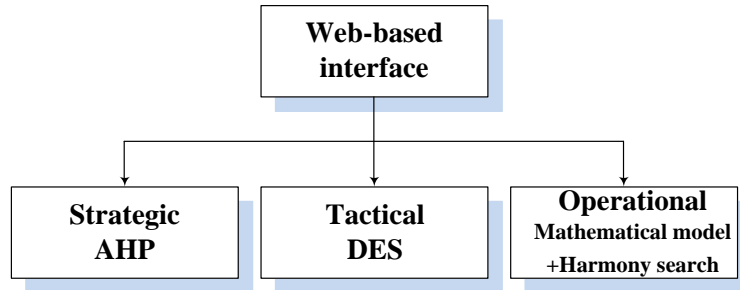 Web-based
interface
Strategic
AHP
Tactical
DES
Operational
Mathematical model
+Harmony search